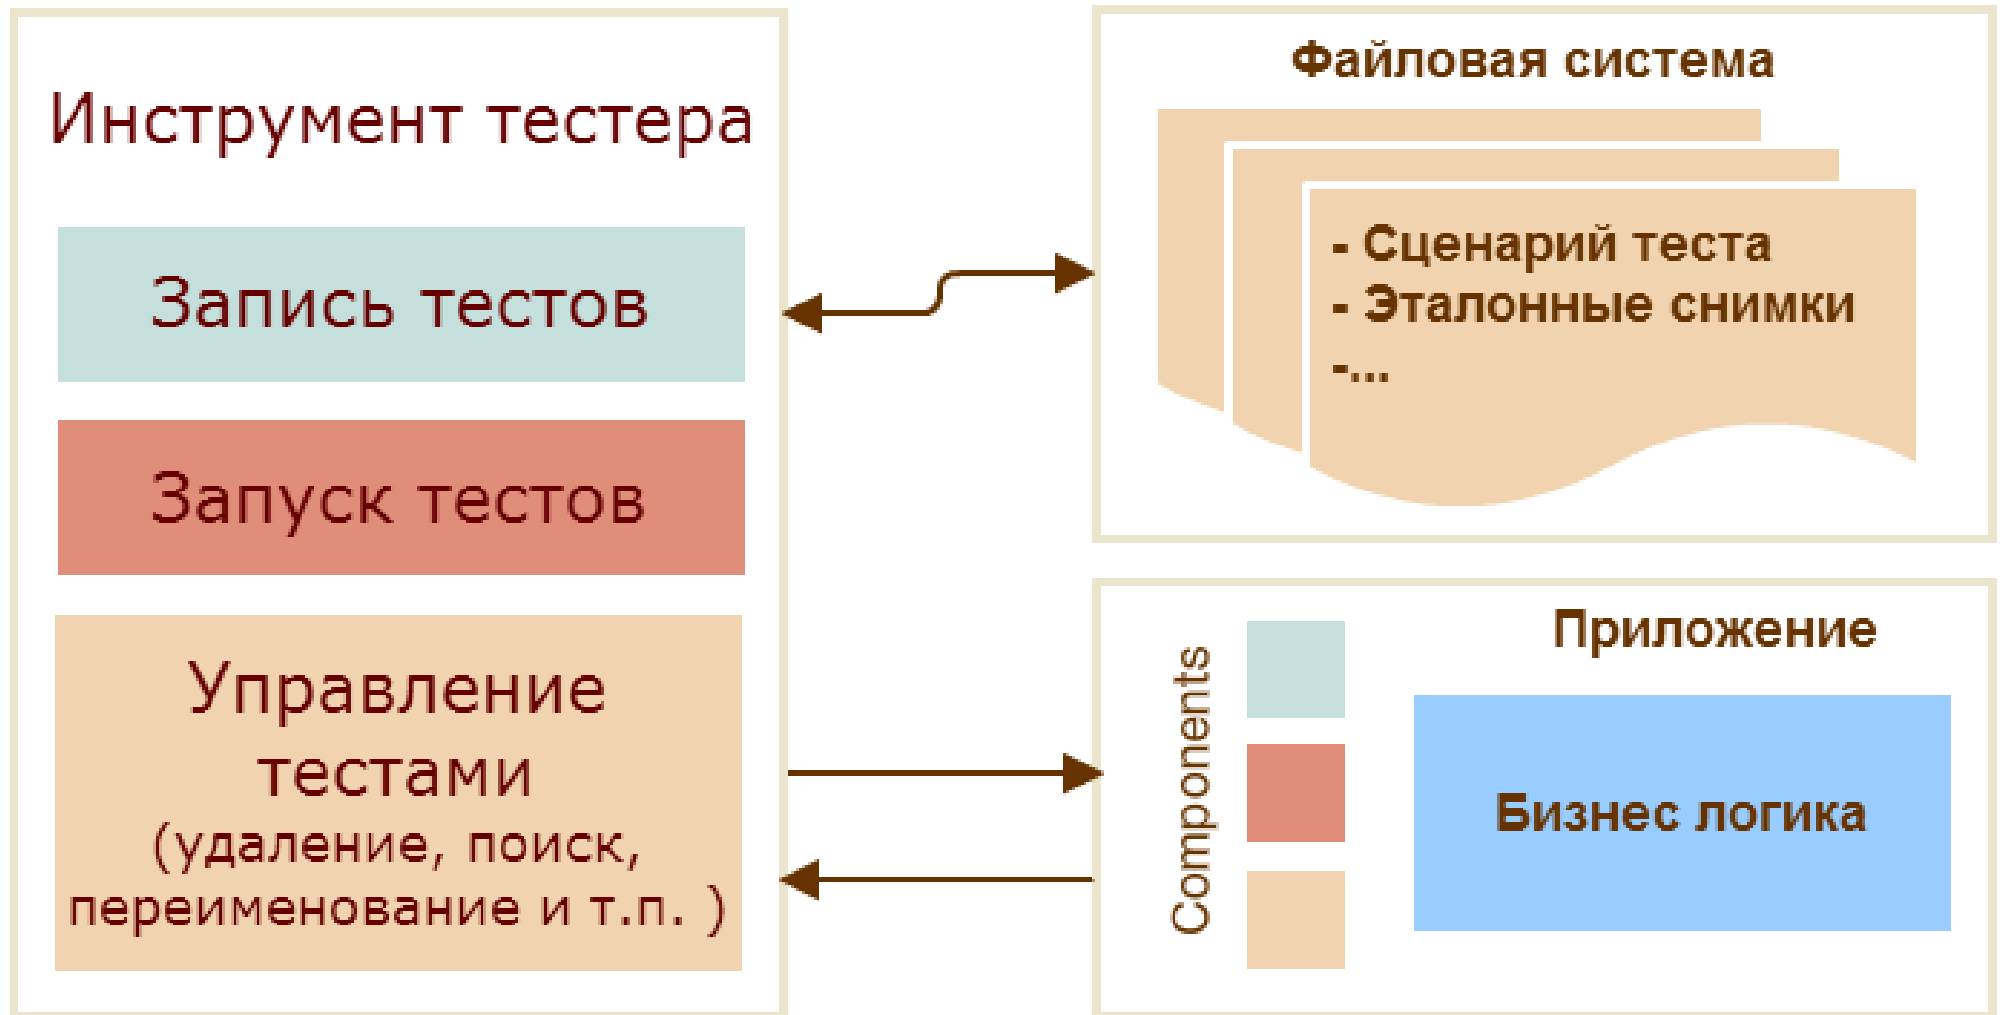 Инструмент тестера
Запись тестов
Запуск тестов
Управление
тестами
(удаление, поиск,
переименование и т.п. )
Файловая система
- Сценарий теста
- Эталонные снимки
-...
Приложение
Components
Бизнес логика